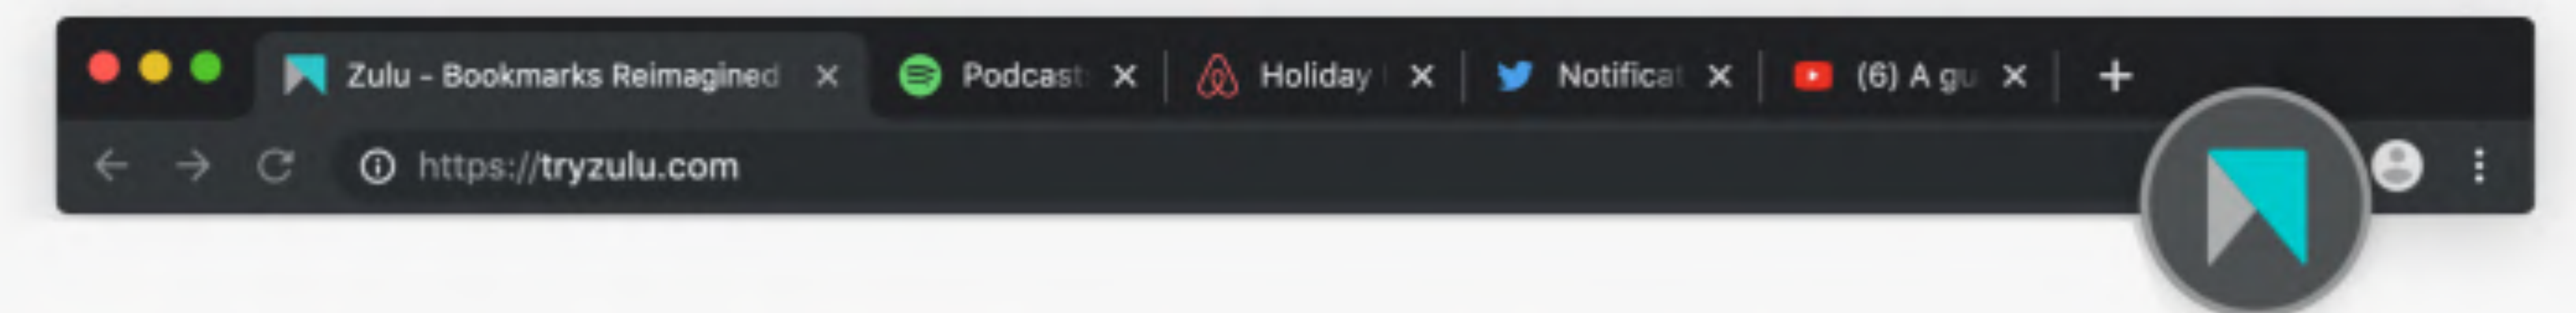 Zulu - Bookmarks Reimagined Podcast Holiday Notificat (6) A gu
https://tryzulu.com